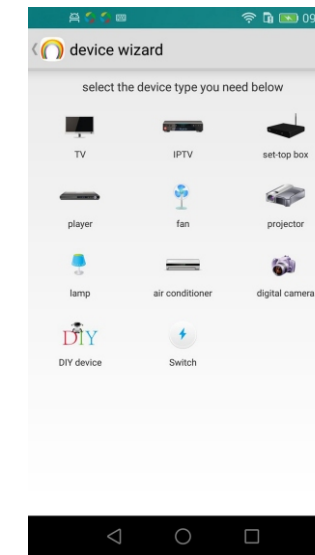 09
device wizard
select the device type you need below
TV IPTV set-top box
player fan projector
lamp air conditioner digital camera
DIY
DIY device Switch